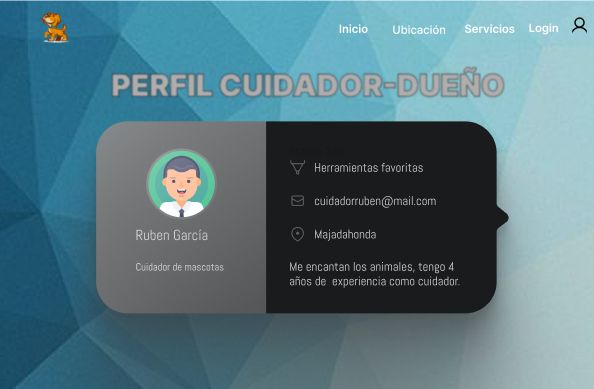 Inicio
Ubicación
Servicios
Login
PERFIL CUIDADOR-DUEÑO
Ruben García
Cuidador de mascotas
Herramientas favoritas
cuidadorruben@mail.com
Majadahonda
Me encantan los animales, tengo 4
años de experiencia como cuidador.